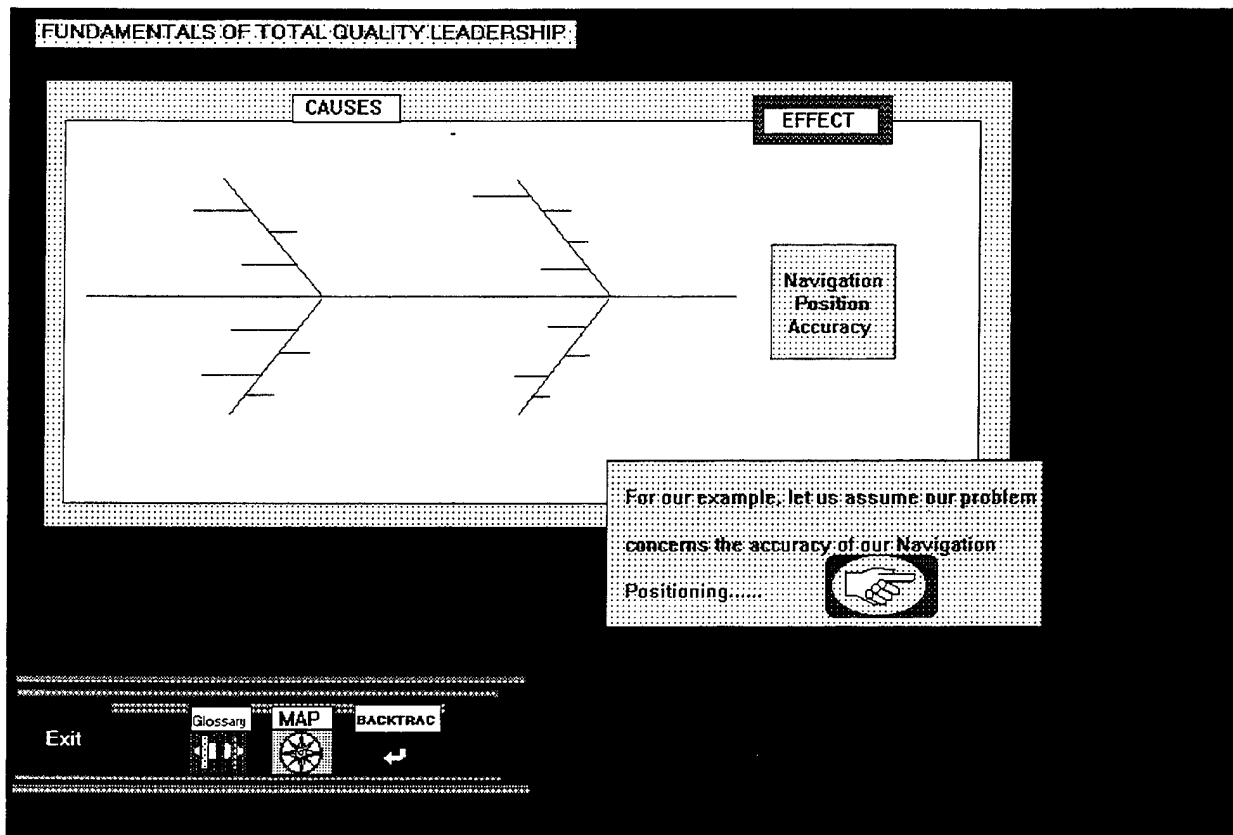 FUNDAMENTALS OF TOTAL QUALITY LEADERSHIP
CAUSES
EFFECT
Navigation
Position
Accuracy
For our example, let us assume our problem
concerns the accuracy of our Navigation
Positioning......
Exit
Glossary
MAP
BACKTRAC